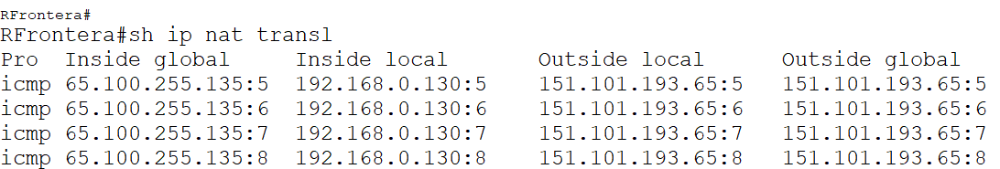 RFrontera#
RFrontera#sh ip nat transl
Pro  Inside global     Inside local       Outside local      Outside global
icmp 65.100.255.135:5  192.168.0.130:5    151.101.193.65:5   151.101.193.65:5
icmp 65.100.255.135:6  192.168.0.130:6    151.101.193.65:6   151.101.193.65:6
icmp 65.100.255.135:7  192.168.0.130:7    151.101.193.65:7   151.101.193.65:7
icmp 65.100.255.135:8  192.168.0.130:8    151.101.193.65:8   151.101.193.65:8